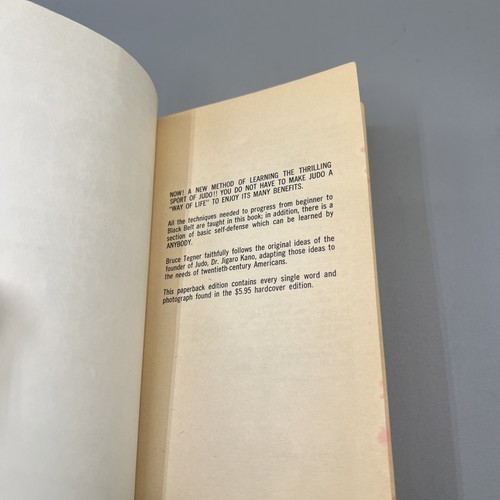 NOW! A NEW METHOD OF LEARNING THE THRILLING
SPORT OF JUDO!! YOU DO NOT HAVE TO MAKE JUDO A
"WAY OF LIFE" TO ENJOY ITS MANY BENEFITS.
All the techniques needed to progress from beginner to
Black Belt are taught in this book; in addition, there is a
section of basic self-defense which can be learned by
ANYBODY.
Bruce Tegner faithfully follows the original ideas of the
founder of Judo, Dr. Jigaro Kano, adapting those ideas to
the needs of twentieth-century Americans.
This paperback edition contains every single word and
photograph found in the $5.95 hardcover edition.